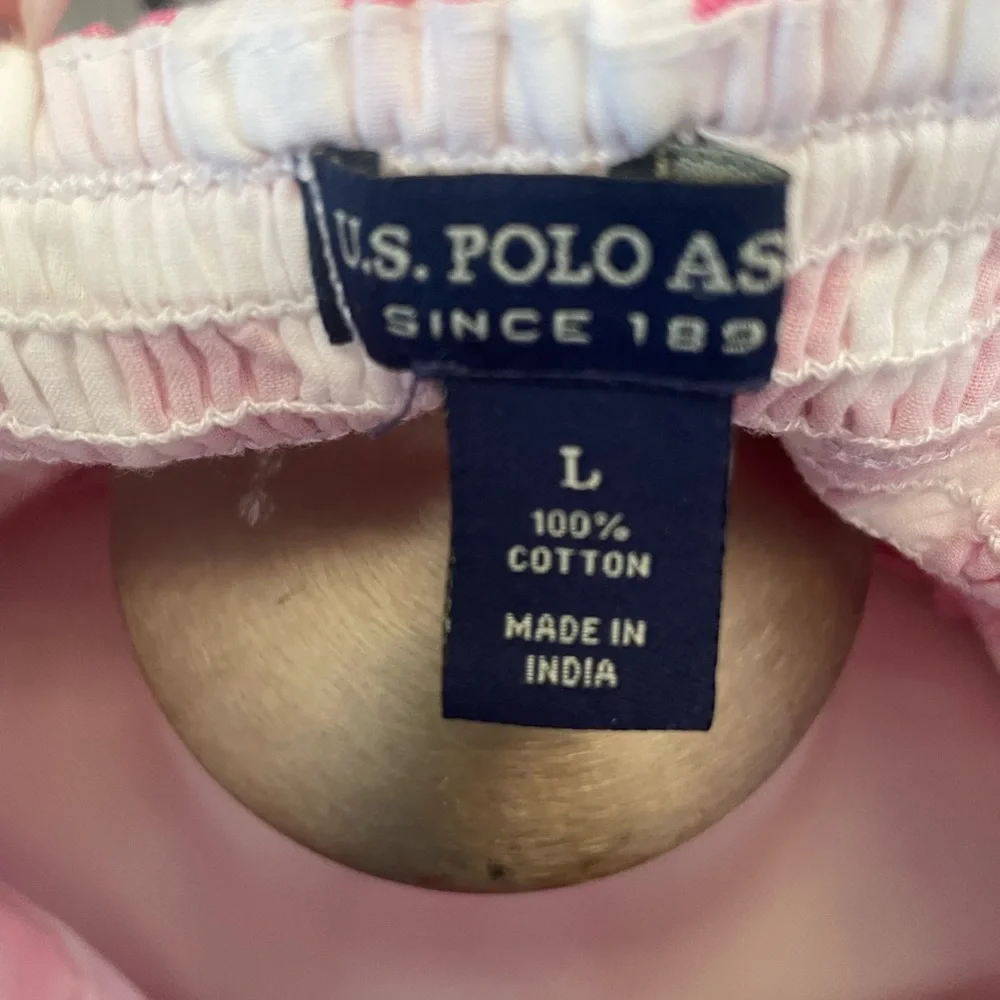 U.S. POLO AS
SINCE 189
L
100%
COTTON
MADE IN
INDIA